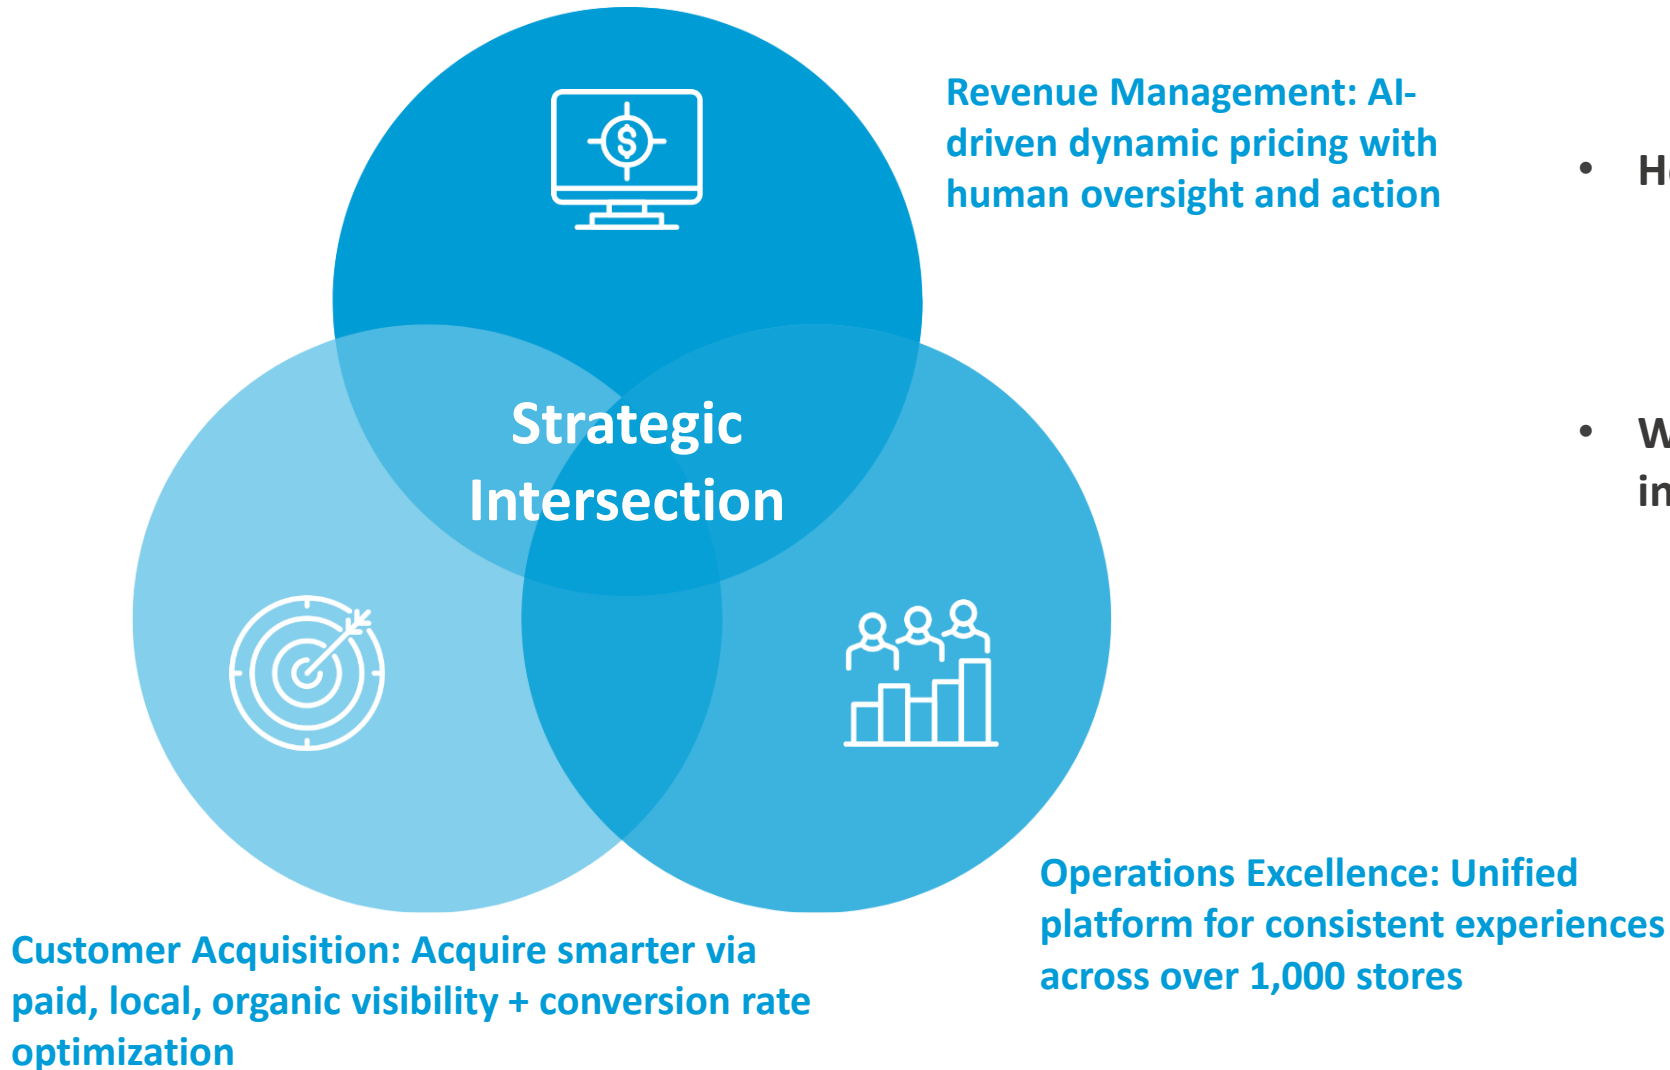 Revenue Management: AI-
driven dynamic pricing with
human oversight and action
Strategic
Intersection
Operations Excellence: Unified
platform for consistent experiences
across over 1,000 stores
Customer Acquisition: Acquire smarter via
paid, local, organic visibility + conversion rate
optimization
$